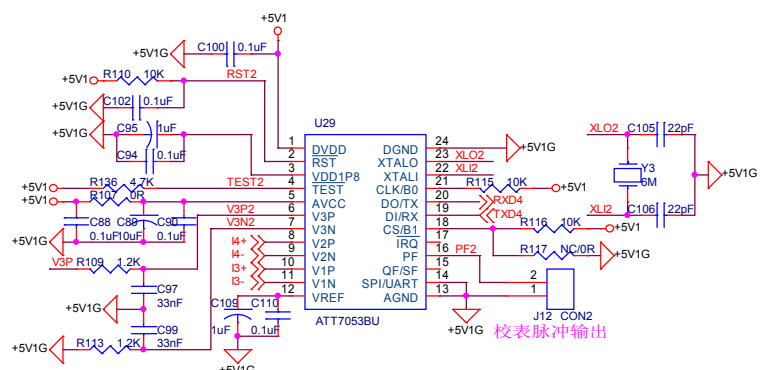 +5V1
C100
0.1uF
+5V1G
+5V1
R110
10K
RST2
C102
0.1uF
+5V1G
C95
1uF
+5V1G
C94
0.1uF
R136
4.7K
TEST2
+5V1
R107
0R
+5V1
C88
C89
C90
0.1uF
10uF
0.1uF
+5V1G
V3P2
V3N2
V3P
R109
1.2K
C97
33nF
+5V1G
C99
33nF
R113
1.2K
+5V1G
I4+
I4-
I3+
I3-
C109
1uF
C110
0.1uF
+5V1G
U29
1
DVDD
2
RST
3
VDD1P8
4
TEST
5
AVCC
6
V3P
7
V3N
8
V2P
9
V2N
10
V1P
11
V1N
12
VREF
DGND
24
XTALO
23
XTALI
22
CLK/B0
21
DO/TX
20
DI/RX
19
CS/B1
18
IRQ
17
PF
16
QF/SF
15
SPI/UART
14
AGND
13
ATT7053BU
+5V1G
XLO2
XLI2
R115
10K
+5V1
RXD4
TXD4
R116
10K
+5V1
R117
NC/0R
+5V1G
PF2
2
1
J12
CON2
校表脉冲输出
+5V1G
XLO2
C105
22pF
Y3
6M
+5V1G
XLI2
C106
22pF